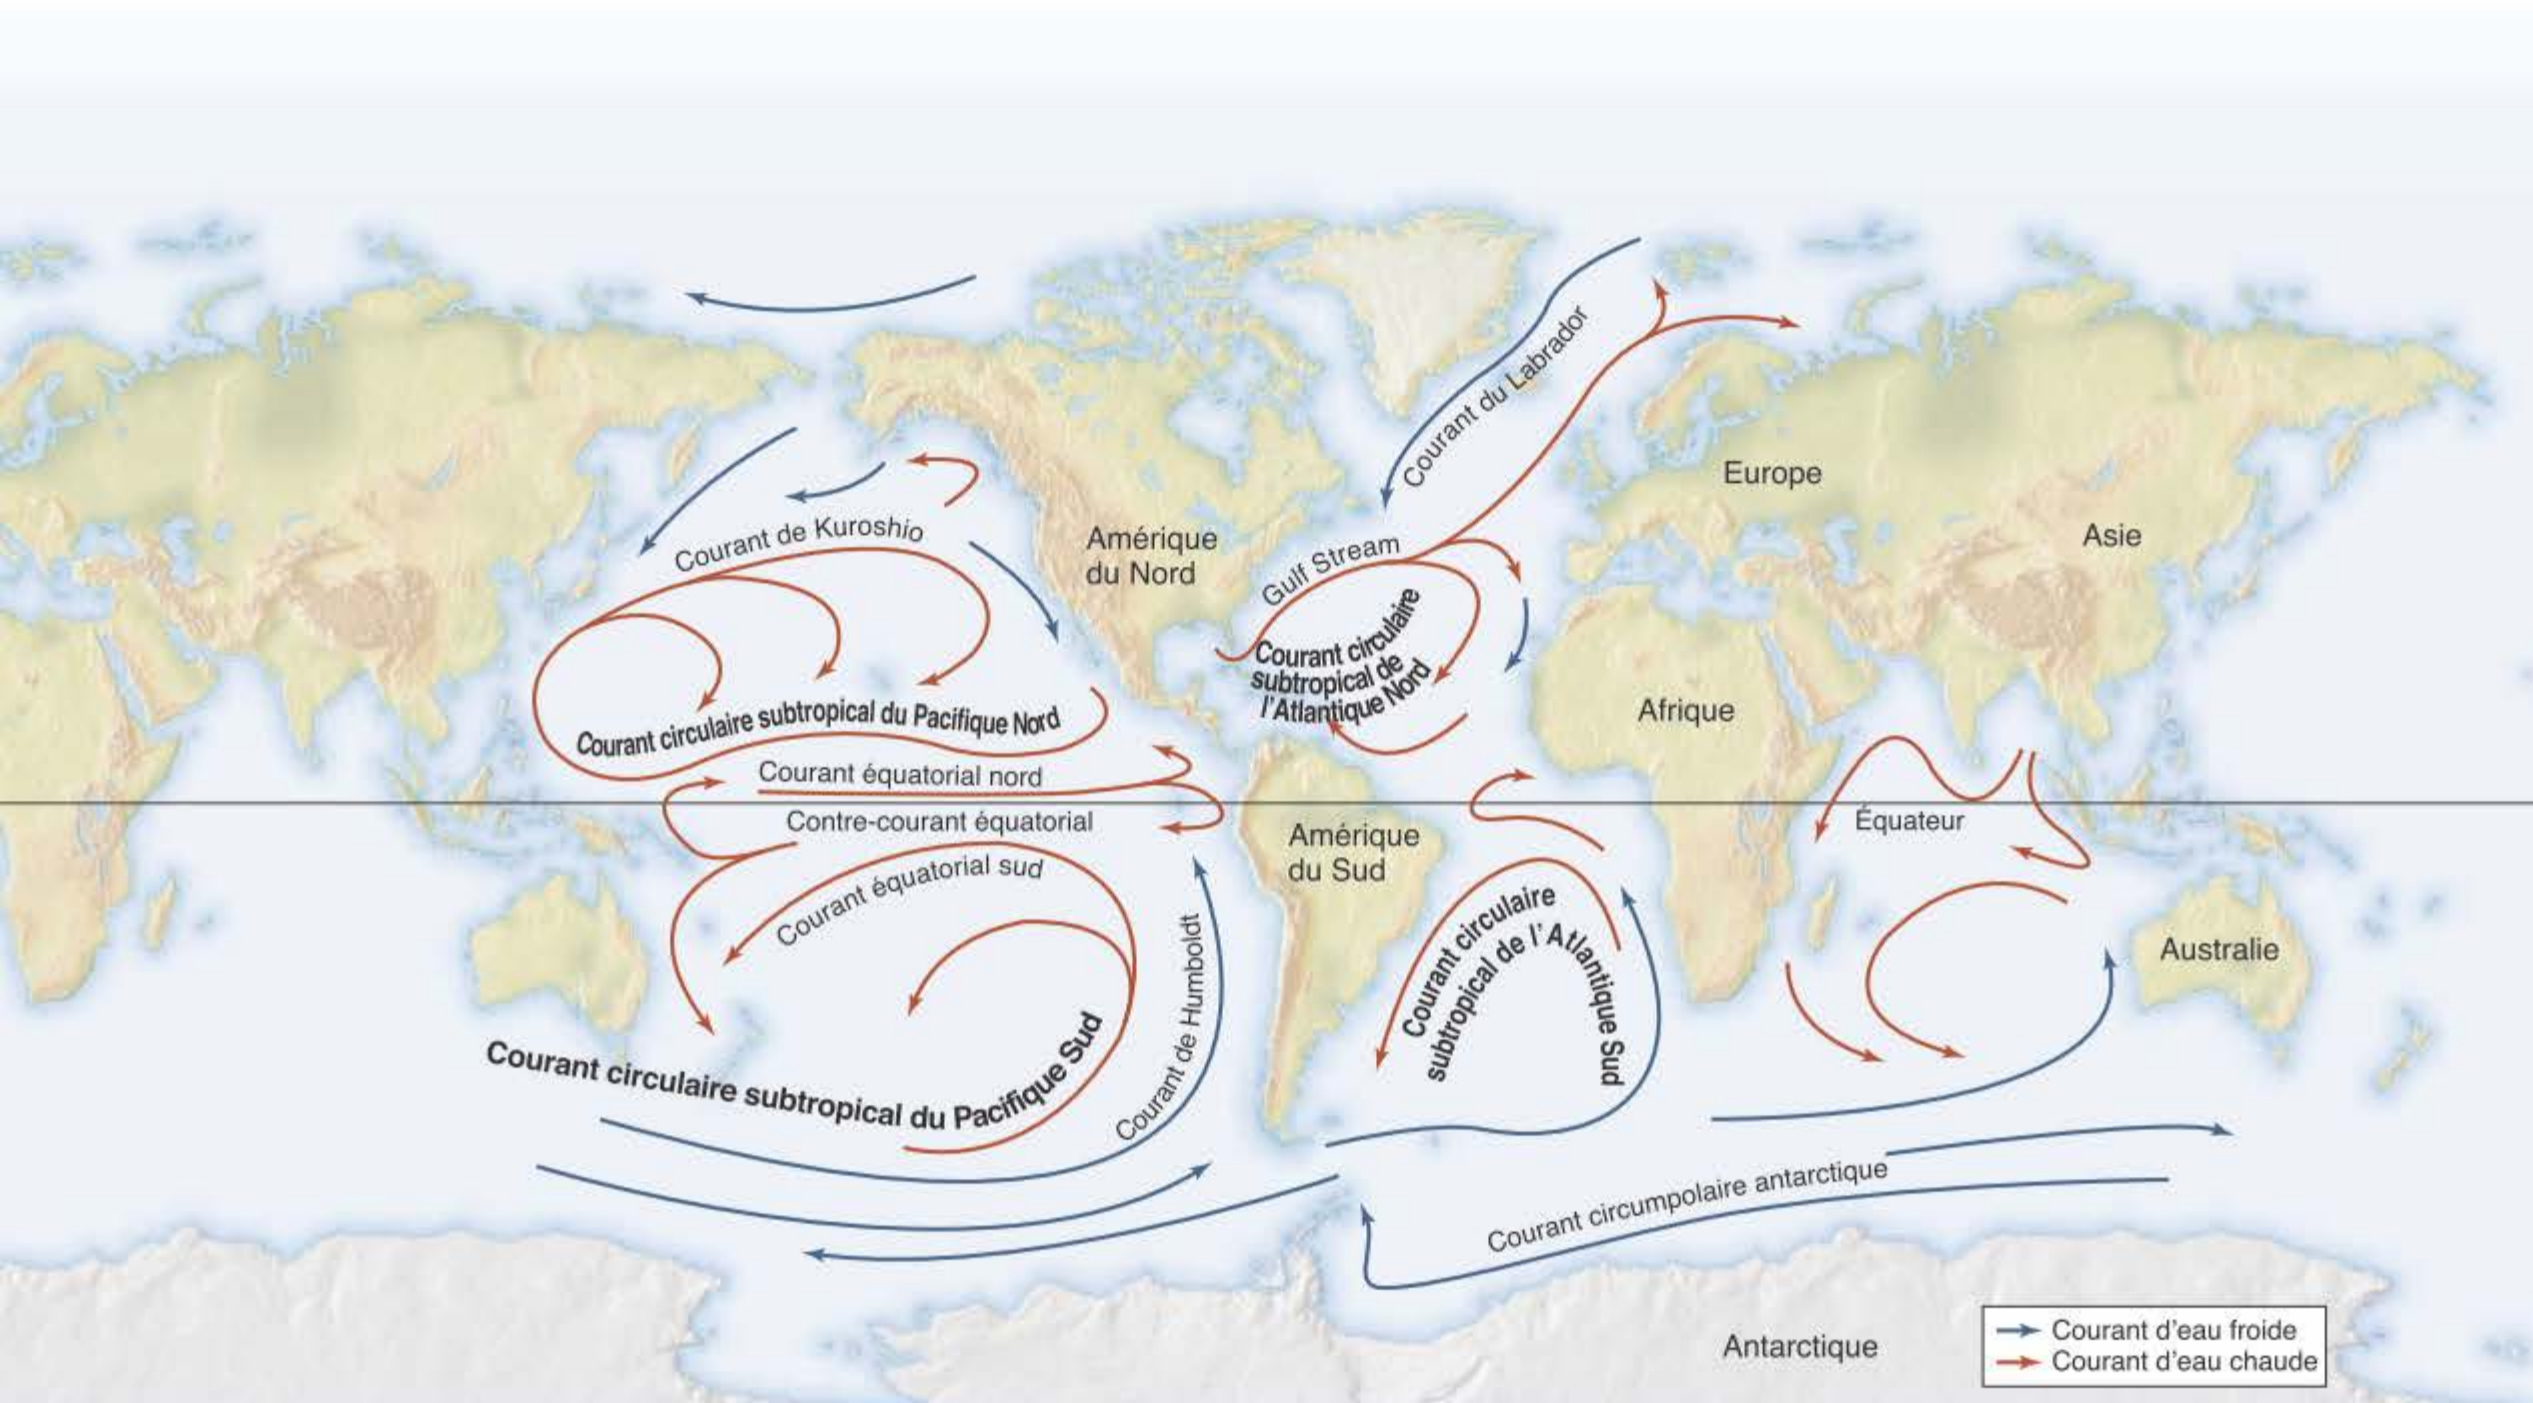 Courant du Labrador
Europe
Asie
Courant de Kuroshio
Amérique
du Nord
Gulf Stream
Courant circulaire
subtropical de
l'Atlantique Nord
Courant circulaire subtropical du Pacifique Nord
Afrique
Courant équatorial nord
Contre-courant équatorial
Équateur
Amérique
du Sud
Courant équatorial sud
Courant circulaire
subtropical de l'Atlantique Sud
Courant de Humboldt
Australie
Courant circulaire subtropical du Pacifique Sud
Courant circumpolaire antarctique
Antarctique
Courant d'eau froide
Courant d'eau chaude